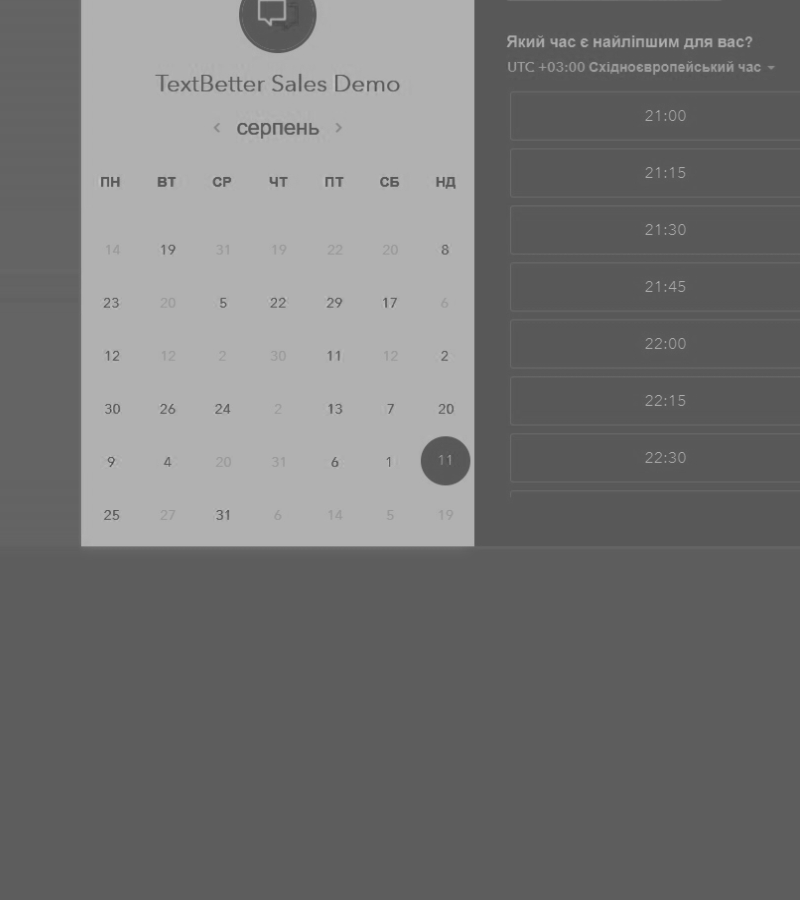 TextBetter Sales Demo
серпень
ПН ВТ СР ЧТ ПТ СБ НД
14 19 31 19 22 20 8
23 20 5 22 29 17 6
12 12 2 30 11 12 2
30 26 24 2 13 7 20
9 4 20 31 6 1 11
25 27 31 6 14 5 19
Який час є найліпшим для вас?
UTC +03:00 Східноєвропейський час
21:00
21:15
21:30
21:45
22:00
22:15
22:30